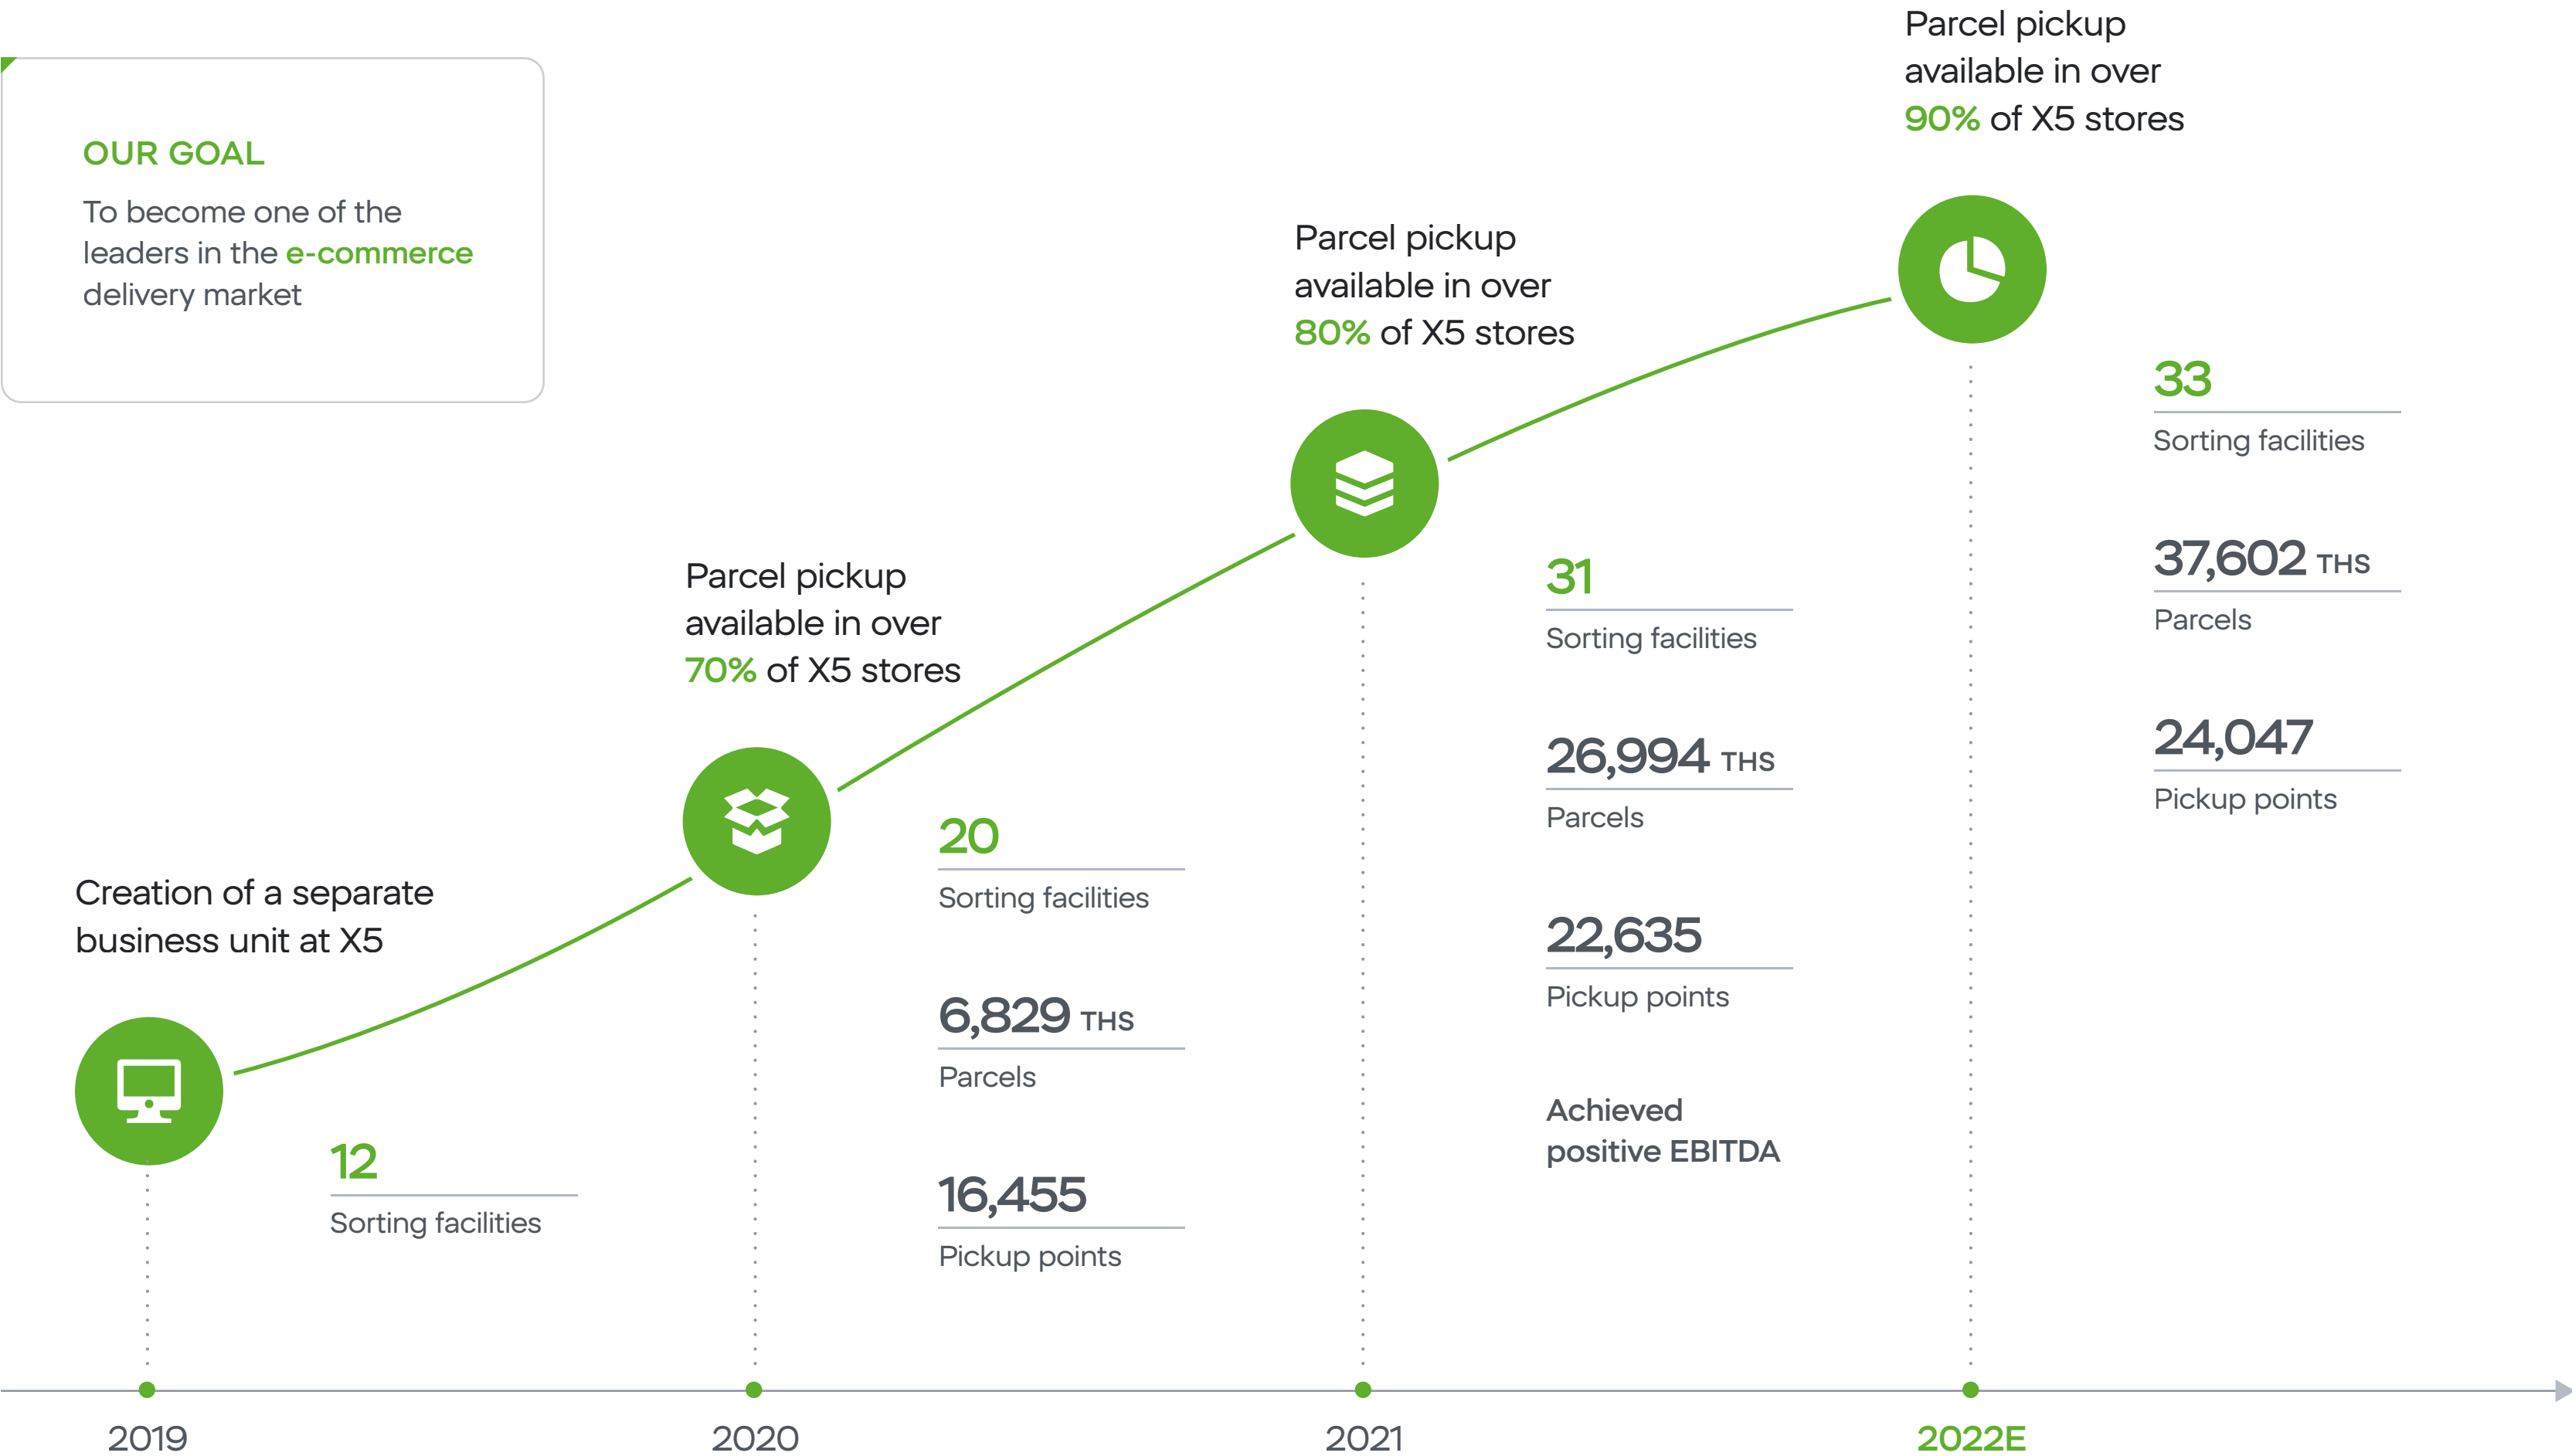 OUR GOAL
To become one of the
leaders in the e-commerce
delivery market
Creation of a separate
business unit at X5
12
Sorting facilities
Parcel pickup
available in over
70% of X5 stores
20
Sorting facilities
6,829 THS
Parcels
16,455
Pickup points
Parcel pickup
available in over
80% of X5 stores
31
Sorting facilities
26,994 THS
Parcels
22,635
Pickup points
Achieved
positive EBITDA
Parcel pickup
available in over
90% of X5 stores
33
Sorting facilities
37,602 THS
Parcels
24,047
Pickup points
2019
2020
2021
2022E